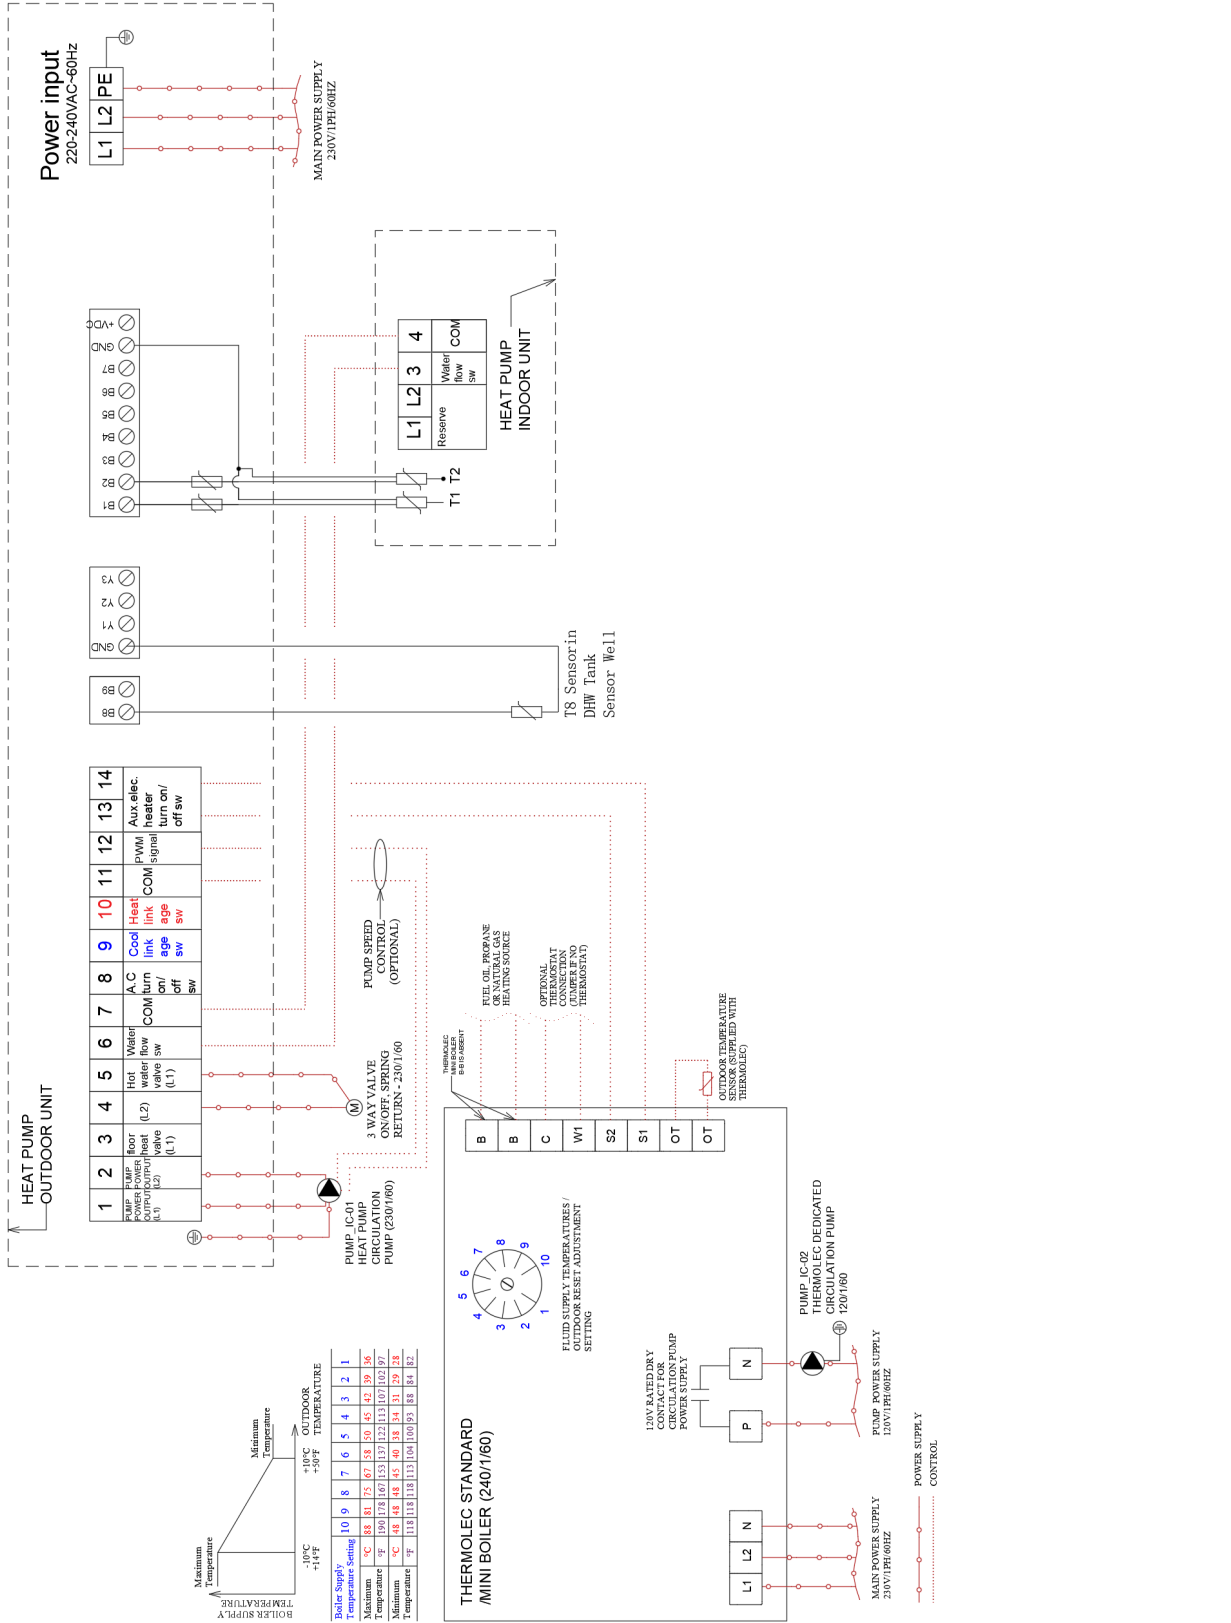 Power input
220-240VAC~60Hz
L1 L2 PE
MAIN POWER SUPPLY
230V/1PH/60HZ
B1 B2 B3 B4 B5 B6 B7 GND +VDC
L1 L2 3 4
Reserve
Water
flow
sw
COM
HEAT PUMP
INDOOR UNIT
T1 T2
GND Y1 Y2 Y3
B8 B9
T8 Sensorin
DHW Tank
Sensor Well
HEAT PUMP
OUTDOOR UNIT
1 2 3 4 5 6 7 8 9 10 11 12 13 14
PUMP
POWER
OUTPUT
(L1)
PUMP
POWER
OUTPUT
(L2)
floor
heat
valve
(L1)
(L2)
Hot
water
valve
(L1)
Water
flow
sw
COM
A.C
turn
on/
off
sw
Cool
link
age
sw
Heat
link
age
sw
COM
PWM
signal
Aux.elec.
heater
turn on/
off sw
PUMP SPEED
CONTROL
(OPTIONAL)
M
3 WAY VALVE
ON/OFF, SPRING
RETURN - 230/1/60
PUMP_IC-01
HEAT PUMP
CIRCULATION
PUMP (230/1/60)
FUEL OIL, PROPANE
OR NATURAL GAS
HEATING SOURCE
OPTIONAL
THERMOSTAT
CONNECTION
(JUMPER IF NO
THERMOSTAT)
THERMOLEC
MINI BOILER
B-B IS ABSENT
OUTDOOR TEMPERATURE
SENSOR (SUPPLIED WITH
THERMOLEC)
B
B
C
W1
S2
S1
OT
OT
1 2 3 4 5 6 7 8 9 10
FLUID SUPPLY TEMPERATURES /
OUTDOOR RESET ADJUSTMENT
SETTING
PUMP_IC-02
THERMOLEC DEDICATED
CIRCULATION PUMP
120/1/60
120V RATED DRY
CONTACT FOR
CIRCULATION PUMP
POWER SUPPLY
P N
PUMP POWER SUPPLY
120V/1PH/60HZ
THERMOLEC STANDARD
/MINI BOILER (240/1/60)
L1 L2 N
MAIN POWER SUPPLY
230V/1PH/60HZ
POWER SUPPLY
CONTROL
BOILER SUPPLY
TEMPERATURE
Maximum
Temperature
Minimum
Temperature
-10°C
+14°F
+10°C
+50°F
OUTDOOR
TEMPERATURE
Boiler Supply
Temperature Setting 10 9 8 7 6 5 4 3 2 1
Maximum
Temperature
°C 88 81 75 67 58 50 45 42 39 36
°F 190 178 167 153 137 122 113 107 102 97
Minimum
Temperature
°C 48 48 48 45 40 38 34 31 29 28
°F 118 118 118 113 104 100 93 88 84 82